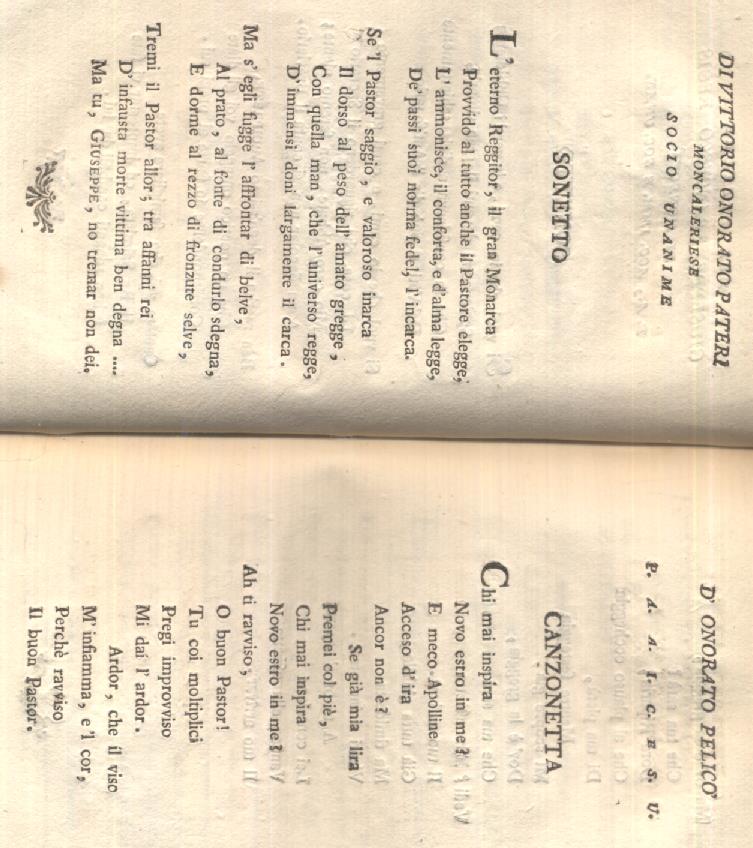 DI VITTORIO ONORATO PATERI
MONCALERIESE
SOCIO UNANIME
SONETTO
L' eterno Reggitor, il gran Monarca
Provvido al tutto anche il Pastore elegge;
L' ammonisce, il conforta, e d'alma legge,
De' passi suoi norma fedel, l' incarca.
Se 'l Pastor saggio, e valoroso inarca
Il dorso al peso dell' amato gregge,
Con quella man, che l' universo regge,
D' immensi doni largamente il carca.
Ma s' egli fugge l' affrontar di belve,
Al prato, al fonte di condurlo sdegna,
E dorme al rezzo di fronzute selve,
Tremi il Pastor allor; tra affanni rei
D' infausta morte vittima ben degna ....
Ma tu, GIUSEPPE, no tremar non dei.
D' ONORATO PELICO'
P. A. A. I. C. E S. U.
CANZONETTA
Chi mai inspira
Novo estro in me?
E meco Apolline
Acceso d' ira
Ancor non è?
Se già mia lira
Premei col piè,
Chi mai inspira
Novo estro in me?
Ah ti ravviso,
O buon Pastor!
Tu coi moltiplici
Pregi improvviso
Mi dai l' ardor.
Ardor, che il viso
M' infiamma, e 'l cor,
Perchè ravviso
Il buon Pastor.